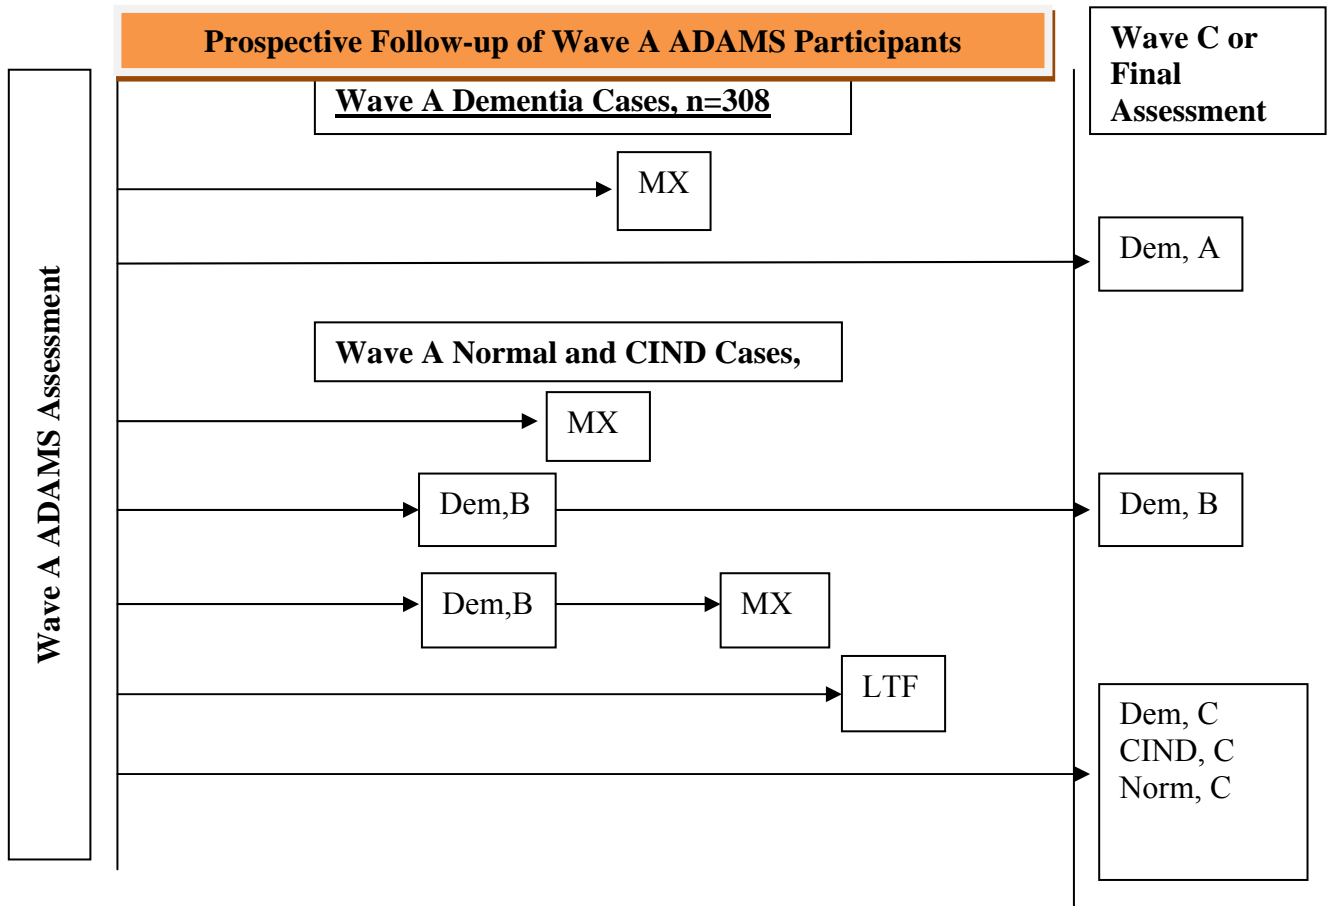 Prospective Follow-up of Wave A ADAMS Participants
Wave C or
Final
Assessment
Wave A Dementia Cases, n=308
Wave A ADAMS Assessment
MX
Dem, A
Wave A Normal and CIND Cases,
MX
Dem,B
Dem, B
Dem,B
MX
LTF
Dem, C
CIND, C
Norm, C